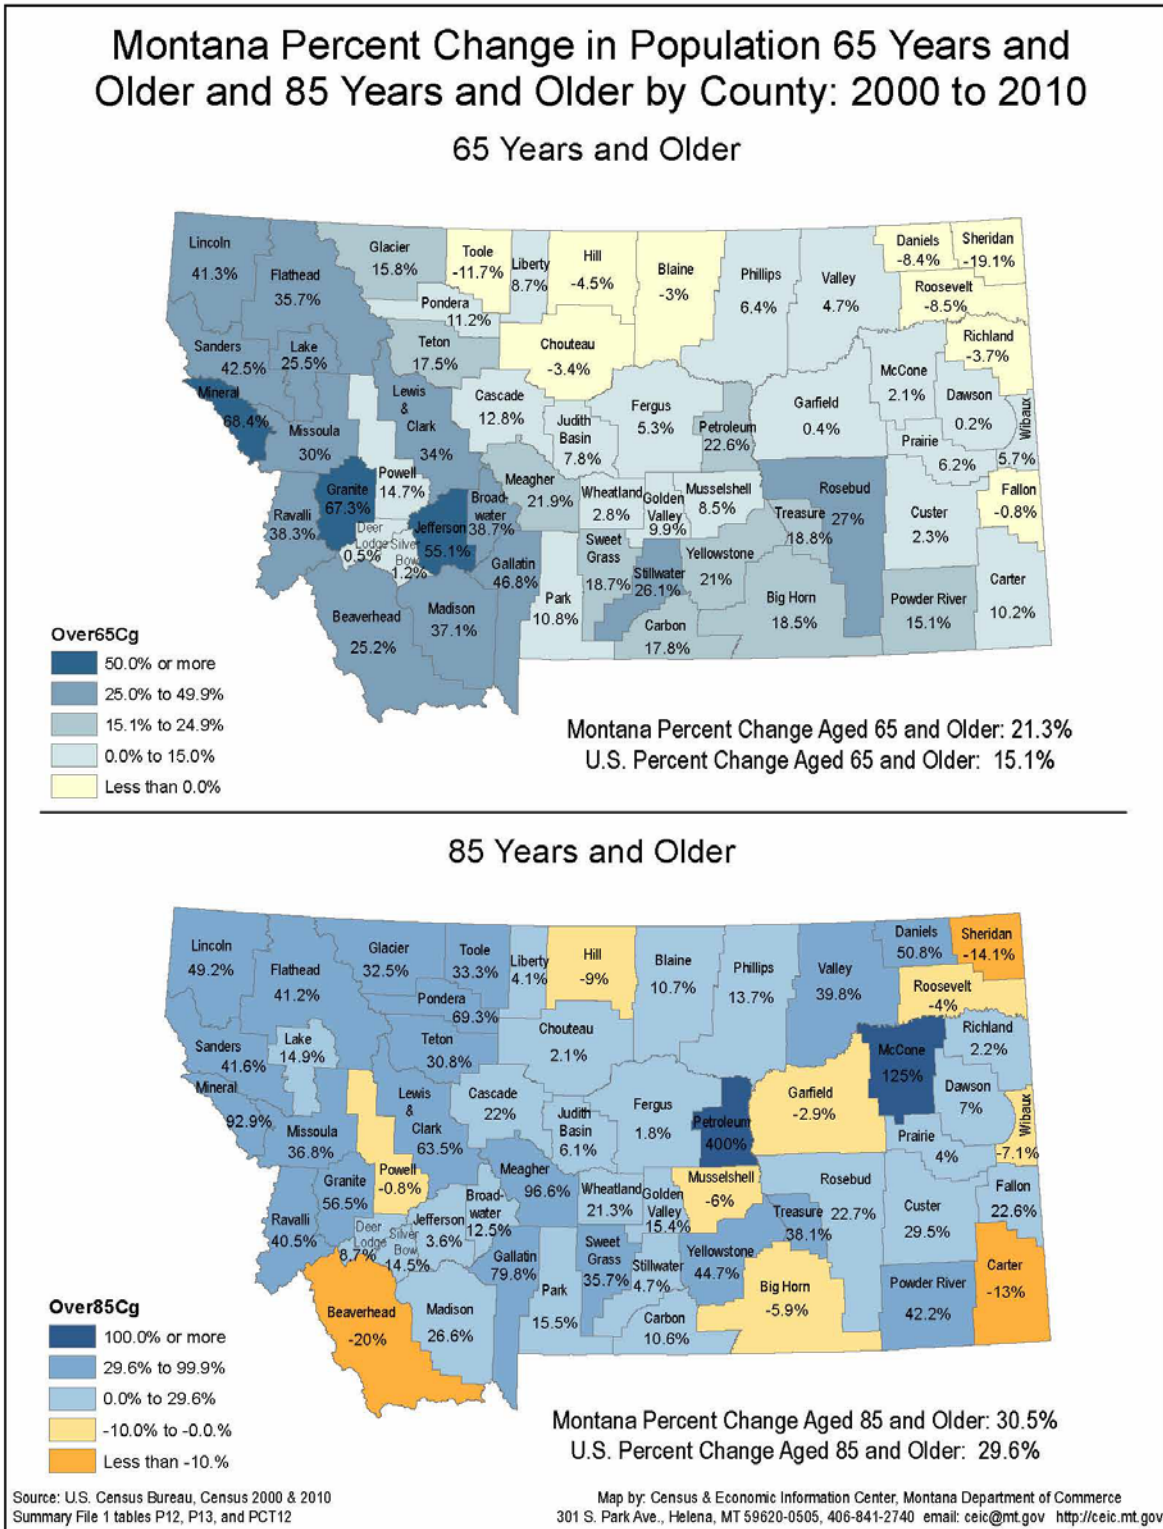 Montana Percent Change in Population 65 Years and
Older and 85 Years and Older by County: 2000 to 2010
65 Years and Older
Lincoln
41.3%
Flathead
35.7%
Glacier
15.8%
Toole
-11.7%
Liberty
8.7%
Hill
-4.5%
Blaine
-3%
Phillips
6.4%
Valley
4.7%
Daniels
-8.4%
Sheridan
-19.1%
Roosevelt
-8.5%
Pondera
11.2%
Teton
17.5%
Chouteau
-3.4%
Richland
-3.7%
Sanders
42.5%
Lake
25.5%
Mineral
68.4%
Missoula
30%
Lewis
&
Clark
34%
Cascade
12.8%
Judith
Basin
7.8%
Fergus
5.3%
Petroleum
22.6%
Garfield
0.4%
McCone
2.1%
Dawson
0.2%
Wibaux
5.7%
Prairie
6.2%
Powell
14.7%
Granite
67.3%
Ravalli
38.3%
Deer
Lodge
0.5%
Silver
Bow
1.2%
Jefferson
55.1%
Broad-
water
38.7%
Meagher
21.9%
Wheatland
2.8%
Golden
Valley
9.9%
Musselshell
8.5%
Treasure
18.8%
Rosebud
27%
Custer
2.3%
Fallon
-0.8%
Gallatin
46.8%
Park
10.8%
Sweet
Grass
18.7%
Stillwater
26.1%
Yellowstone
21%
Big Horn
18.5%
Powder River
15.1%
Carter
10.2%
Beaverhead
25.2%
Madison
37.1%
Carbon
17.8%
Over65Cg
50.0% or more
25.0% to 49.9%
15.1% to 24.9%
0.0% to 15.0%
Less than 0.0%
Montana Percent Change Aged 65 and Older: 21.3%
U.S. Percent Change Aged 65 and Older: 15.1%
85 Years and Older
Lincoln
49.2%
Flathead
41.2%
Glacier
32.5%
Toole
33.3%
Liberty
4.1%
Hill
-9%
Blaine
10.7%
Phillips
13.7%
Valley
39.8%
Daniels
50.8%
Sheridan
-14.1%
Roosevelt
-4%
Pondera
69.3%
Teton
30.8%
Chouteau
2.1%
Richland
2.2%
Sanders
41.6%
Lake
14.9%
Mineral
92.9%
Missoula
36.8%
Lewis
&
Clark
63.5%
Cascade
22%
Judith
Basin
6.1%
Fergus
1.8%
Petroleum
400%
Garfield
-2.9%
McCone
125%
Dawson
7%
Wibaux
-7.1%
Prairie
4%
Powell
-0.8%
Granite
56.5%
Ravalli
40.5%
Deer
Lodge
8.7%
Silver
Bow
14.5%
Jefferson
3.6%
Broad-
water
12.5%
Meagher
96.6%
Wheatland
21.3%
Golden
Valley
15.4%
Musselshell
-6%
Treasure
38.1%
Rosebud
22.7%
Custer
29.5%
Fallon
22.6%
Gallatin
79.8%
Park
15.5%
Sweet
Grass
35.7%
Stillwater
4.7%
Yellowstone
44.7%
Big Horn
-5.9%
Powder River
42.2%
Carter
-13%
Beaverhead
-20%
Madison
26.6%
Carbon
10.6%
Over85Cg
100.0% or more
29.6% to 99.9%
0.0% to 29.6%
-10.0% to -0.0.%
Less than -10.%
Montana Percent Change Aged 85 and Older: 30.5%
U.S. Percent Change Aged 85 and Older: 29.6%
Source: U.S. Census Bureau, Census 2000 & 2010
Summary File 1 tables P12, P13, and PCT12
Map by: Census & Economic Information Center, Montana Department of Commerce
301 S. Park Ave., Helena, MT 59620-0505, 406-841-2740 email: ceic@mt.gov http://ceic.mt.gov